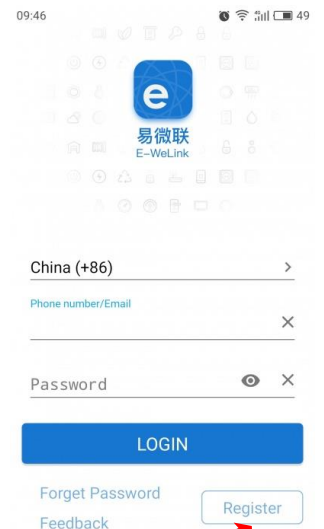 09:46
49
e
易微联
E-WeLink
China (+86)
Phone number/Email
Password
LOGIN
Forget Password
Register
Feedback